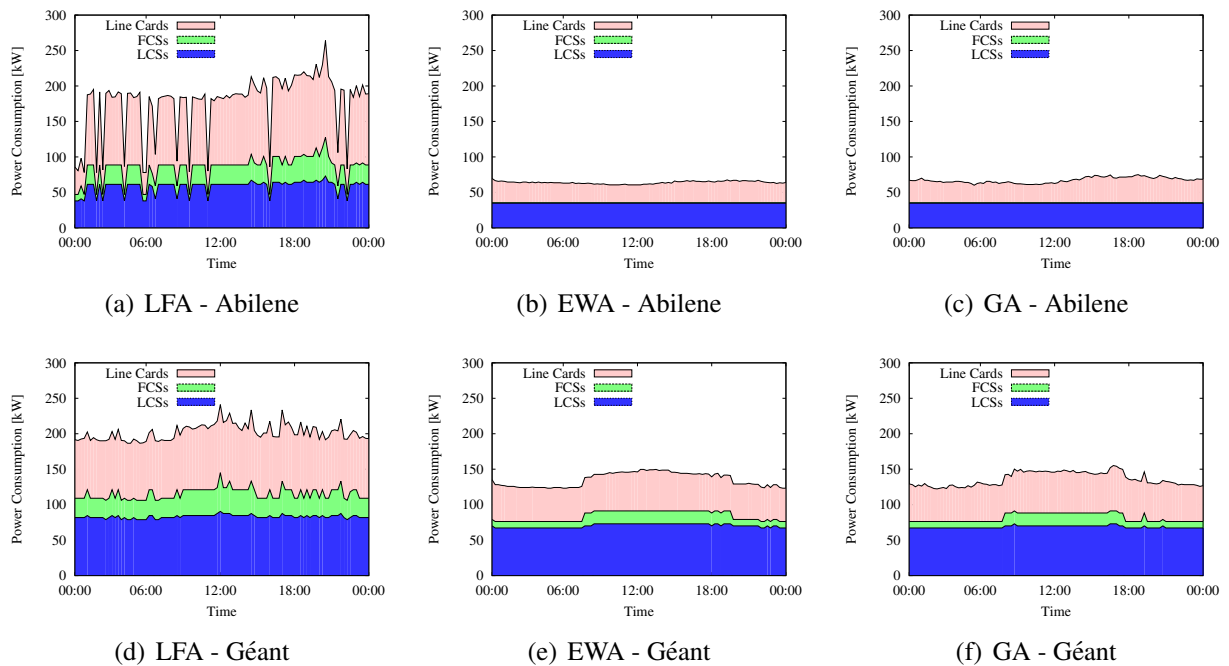 Line Cards
FCSs
LCSs
300
250
200
150
100
50
0
Power Consumption [kW]
00:00 06:00 12:00 18:00 00:00
Time
(a) LFA - Abilene
Line Cards
FCSs
LCSs
300
250
200
150
100
50
0
Power Consumption [kW]
00:00 06:00 12:00 18:00 00:00
Time
(b) EWA - Abilene
Line Cards
FCSs
LCSs
300
250
200
150
100
50
0
Power Consumption [kW]
00:00 06:00 12:00 18:00 00:00
Time
(c) GA - Abilene
Line Cards
FCSs
LCSs
300
250
200
150
100
50
0
Power Consumption [kW]
00:00 06:00 12:00 18:00 00:00
Time
(d) LFA - Géant
Line Cards
FCSs
LCSs
300
250
200
150
100
50
0
Power Consumption [kW]
00:00 06:00 12:00 18:00 00:00
Time
(e) EWA - Géant
Line Cards
FCSs
LCSs
300
250
200
150
100
50
0
Power Consumption [kW]
00:00 06:00 12:00 18:00 00:00
Time
(f) GA - Géant